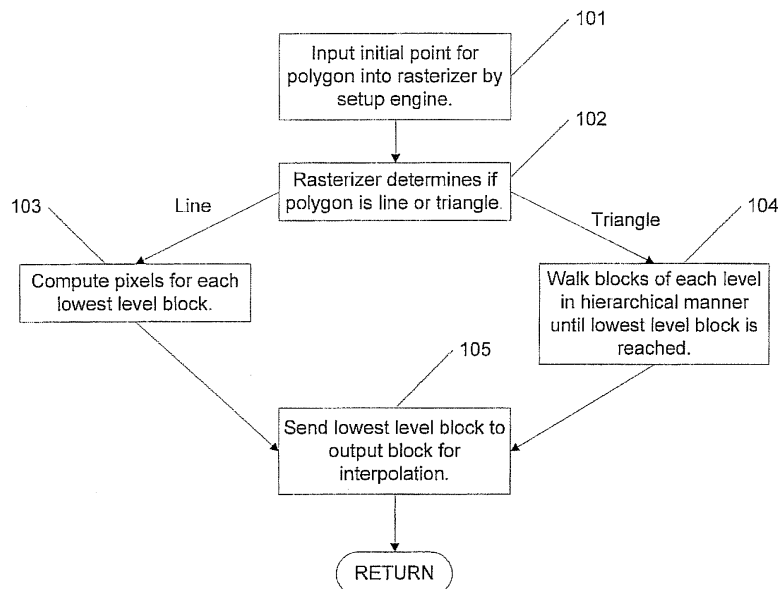 101
Input initial point for
polygon into rasterizer by
setup engine.
102
Rasterizer determines if
polygon is line or triangle.
103
Line
Triangle
104
Compute pixels for each
lowest level block.
Walk blocks of each level
in hierarchical manner
until lowest level block is
reached.
105
Send lowest level block to
output block for
interpolation.
RETURN